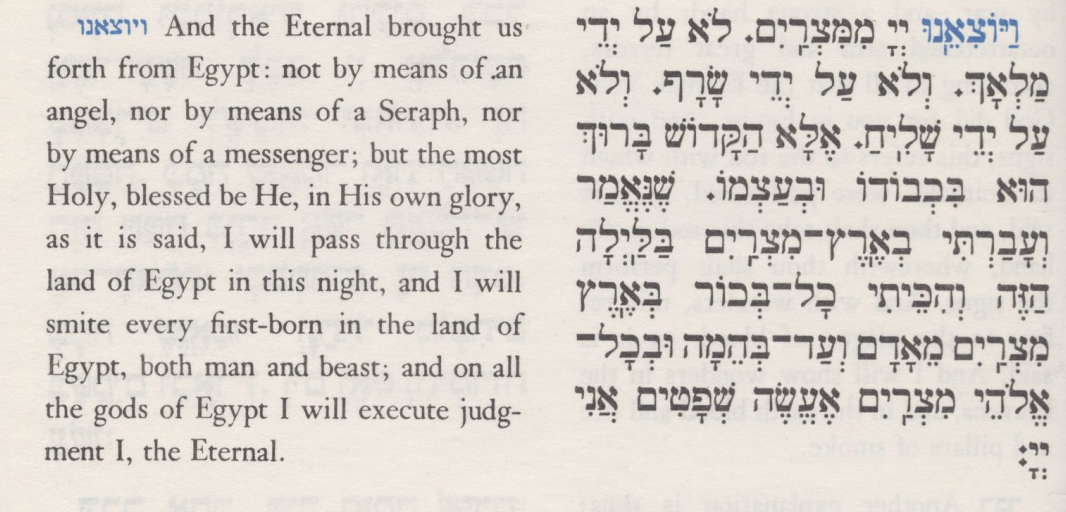 ויוצאנו And the Eternal brought us
forth from Egypt: not by means of an
angel, nor by means of a Seraph, nor
by means of a messenger; but the most
Holy, blessed be He, in His own glory,
as it is said, I will pass through the
land of Egypt in this night, and I will
smite every first-born in the land of
Egypt, both man and beast; and on all
the gods of Egypt I will execute judg-
ment I, the Eternal.
וַיּוֹצִאֵנוּ יְיָ מִמִּצְרַיִם. לֹא עַל יְדֵי
מַלְאָךְ. וְלֹא עַל יְדֵי שָׂרָף. וְלֹא
עַל יְדֵי שָׁלִיחַ. אֶלָּא הַקָּדוֹשׁ בָּרוּךְ
הוּא בִּכְבוֹדוֹ וּבְעַצְמוֹ. שֶׁנֶּאֱמַר
וְעָבַרְתִּי בְאֶרֶץ־מִצְרַיִם בַּלַּיְלָה
הַזֶּה וְהִכֵּיתִי כָל־בְּכוֹר בְּאֶרֶץ
מִצְרַיִם מֵאָדָם וְעַד־בְּהֵמָה וּבְכָל־
אֱלֹהֵי מִצְרַיִם אֶעֱשֶׂה שְׁפָטִים אֲנִי
יְיָ: